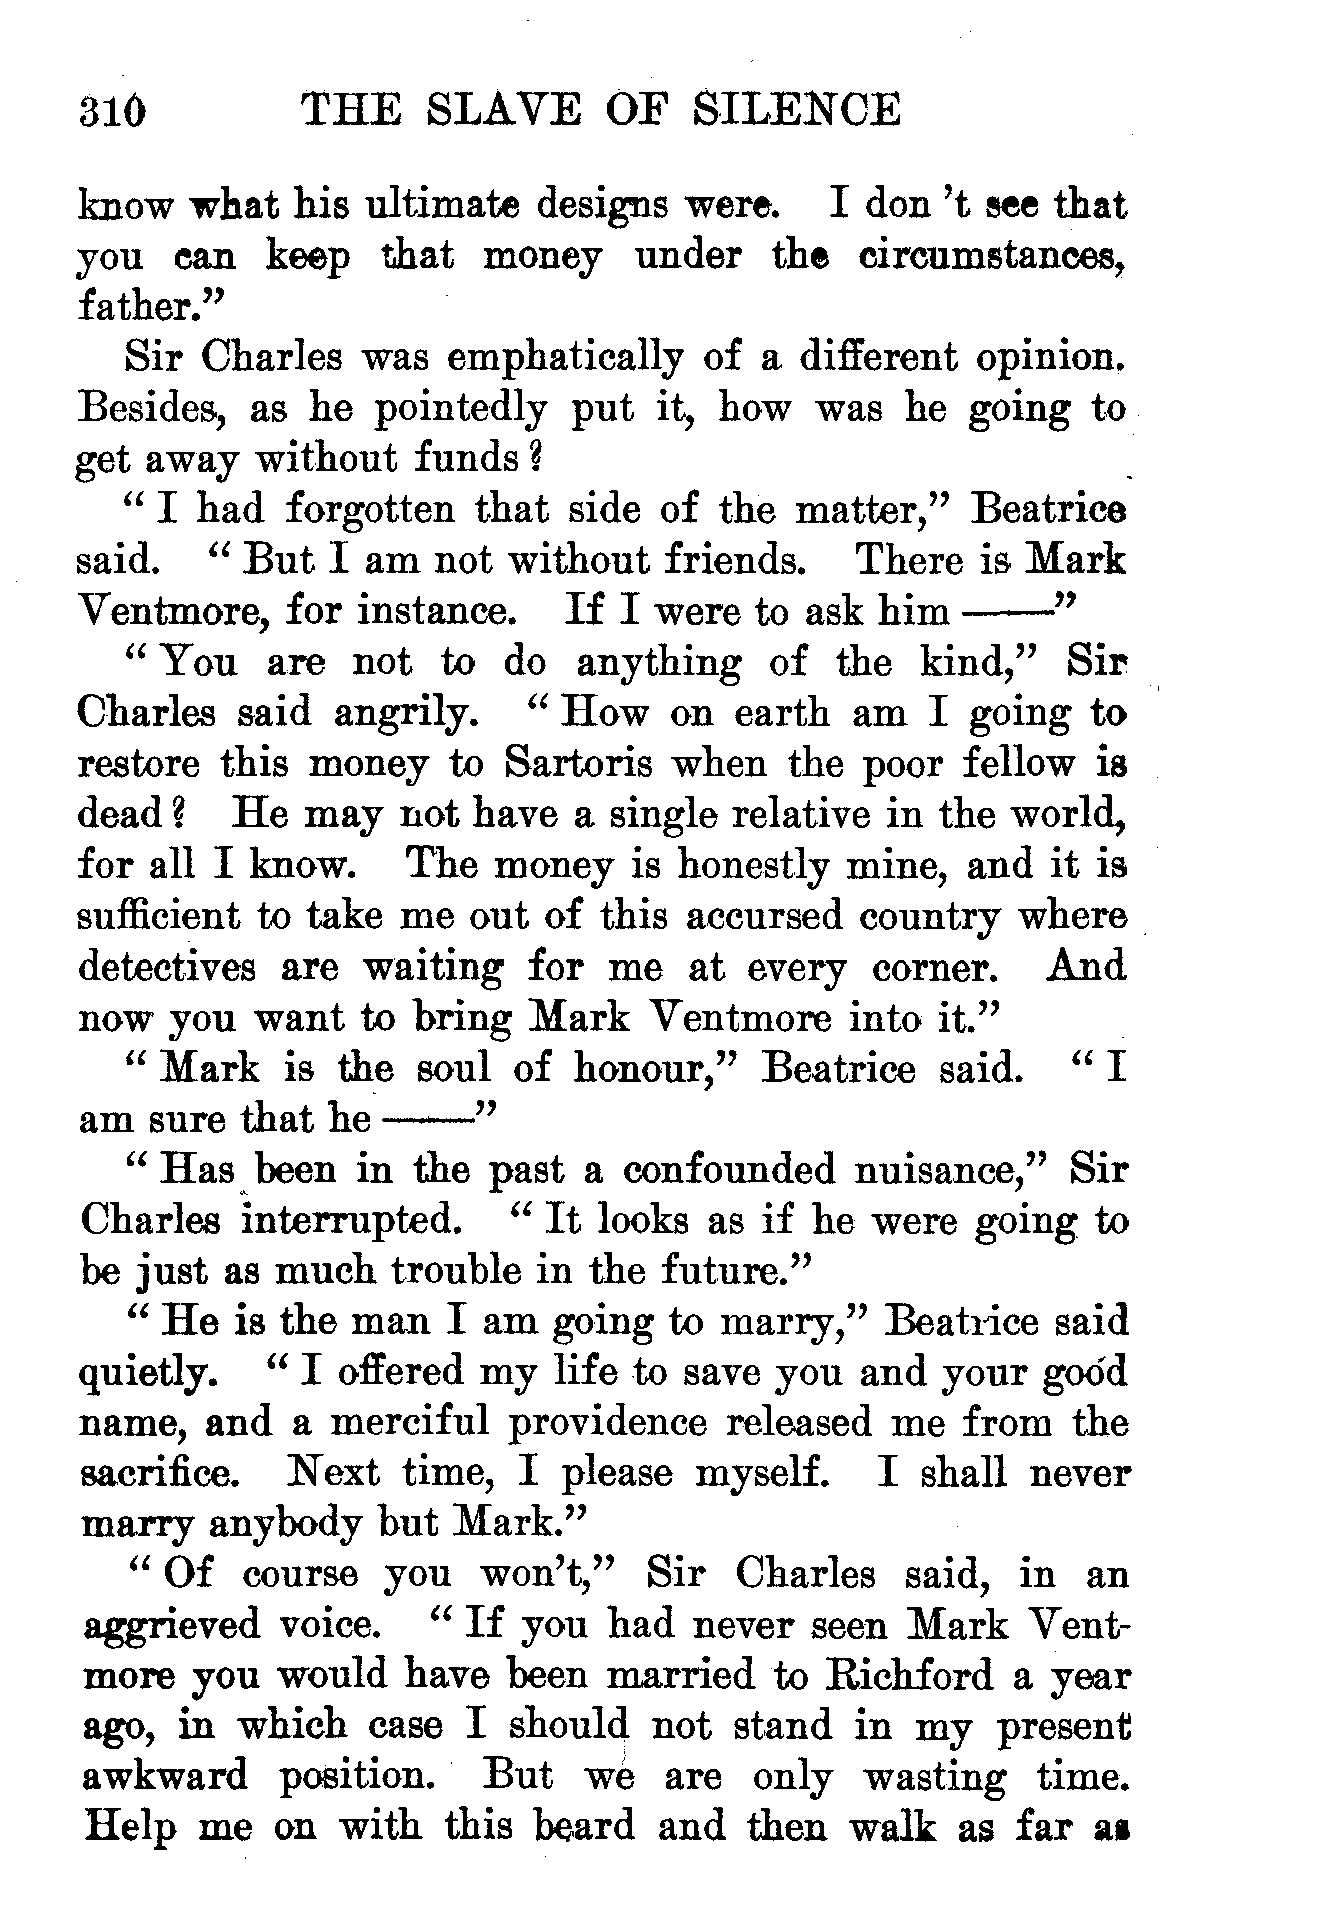 310 THE SLAVE OF SILENCE
know what his ultimate designs were. I don 't see that
you can keep that money under the circumstances,
father."
Sir Charles was emphatically of a different opinion.
Besides, as he pointedly put it, how was he going to
get away without funds?
"I had forgotten that side of the matter," Beatrice
said. "But I am not without friends. There is Mark
Ventmore, for instance. If I were to ask him ——"
"You are not to do anything of the kind," Sir
Charles said angrily. "How on earth am I going to
restore this money to Sartoris when the poor fellow is
dead? He may not have a single relative in the world,
for all I know. The money is honestly mine, and it is
sufficient to take me out of this accursed country where
detectives are waiting for me at every corner. And
now you want to bring Mark Ventmore into it."
"Mark is the soul of honour," Beatrice said. "I
am sure that he ——"
"Has been in the past a confounded nuisance," Sir
Charles interrupted. "It looks as if he were going to
be just as much trouble in the future."
"He is the man I am going to marry," Beatrice said
quietly. "I offered my life to save you and your good
name, and a merciful providence released me from the
sacrifice. Next time, I please myself. I shall never
marry anybody but Mark."
"Of course you won't," Sir Charles said, in an
aggrieved voice. "If you had never seen Mark Vent-
more you would have been married to Richford a year
ago, in which case I should not stand in my present
awkward position. But we are only wasting time.
Help me on with this beard and then walk as far as